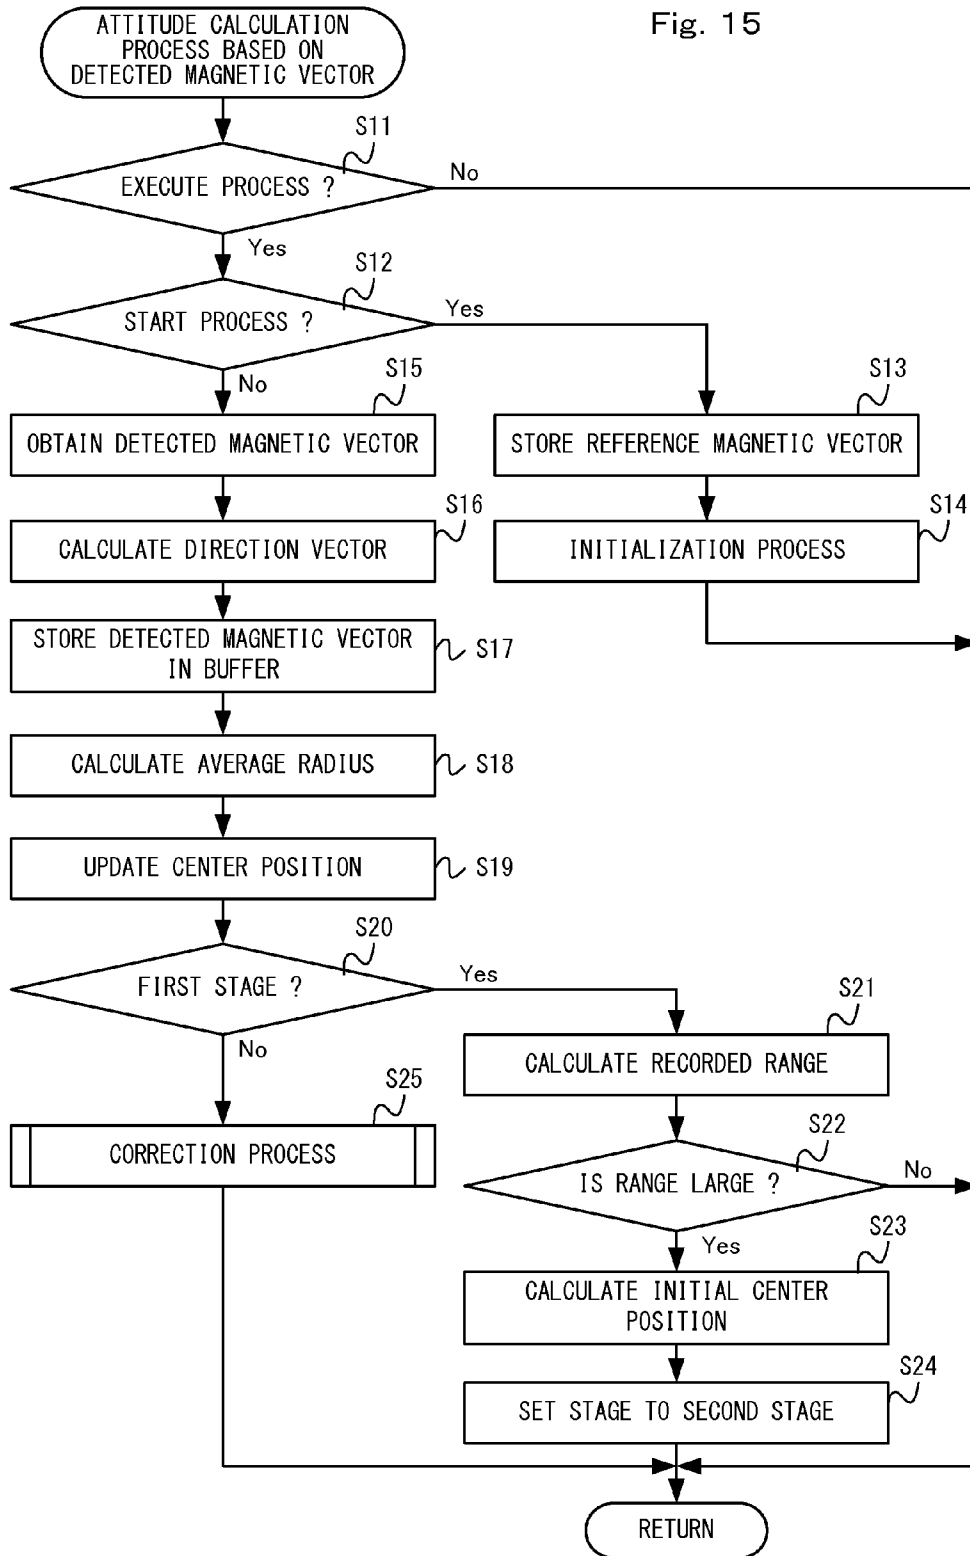 Fig. 15
ATTITUDE CALCULATION
PROCESS BASED ON
DETECTED MAGNETIC VECTOR
S11
EXECUTE PROCESS ?
No
Yes
S12
START PROCESS ?
Yes
No
S15
OBTAIN DETECTED MAGNETIC VECTOR
S13
STORE REFERENCE MAGNETIC VECTOR
S16
CALCULATE DIRECTION VECTOR
S14
INITIALIZATION PROCESS
STORE DETECTED MAGNETIC VECTOR
IN BUFFER
S17
CALCULATE AVERAGE RADIUS
S18
UPDATE CENTER POSITION
S19
S20
FIRST STAGE ?
Yes
No
S21
CALCULATE RECORDED RANGE
S25
CORRECTION PROCESS
S22
IS RANGE LARGE ?
No
Yes
S23
CALCULATE INITIAL CENTER
POSITION
S24
SET STAGE TO SECOND STAGE
RETURN